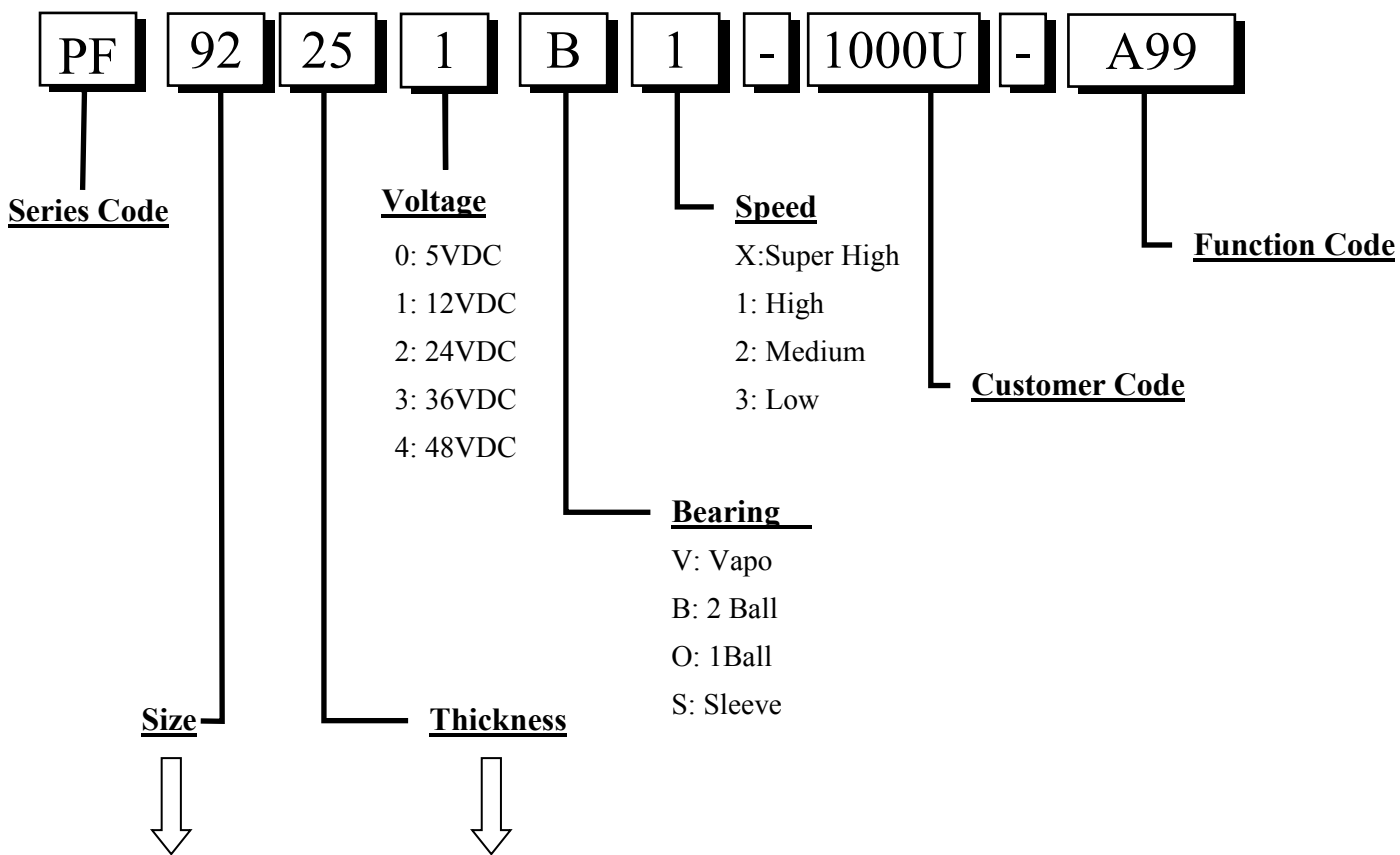 PF 92 25 1 B 1 - 1000U - A99
Series Code
Voltage
0: 5VDC
1: 12VDC
2: 24VDC
3: 36VDC
4: 48VDC
Speed
X:Super High
1: High
2: Medium
3: Low
Function Code
Customer Code
Bearing
V: Vapo
B: 2 Ball
O: 1Ball
S: Sleeve
Size
Thickness